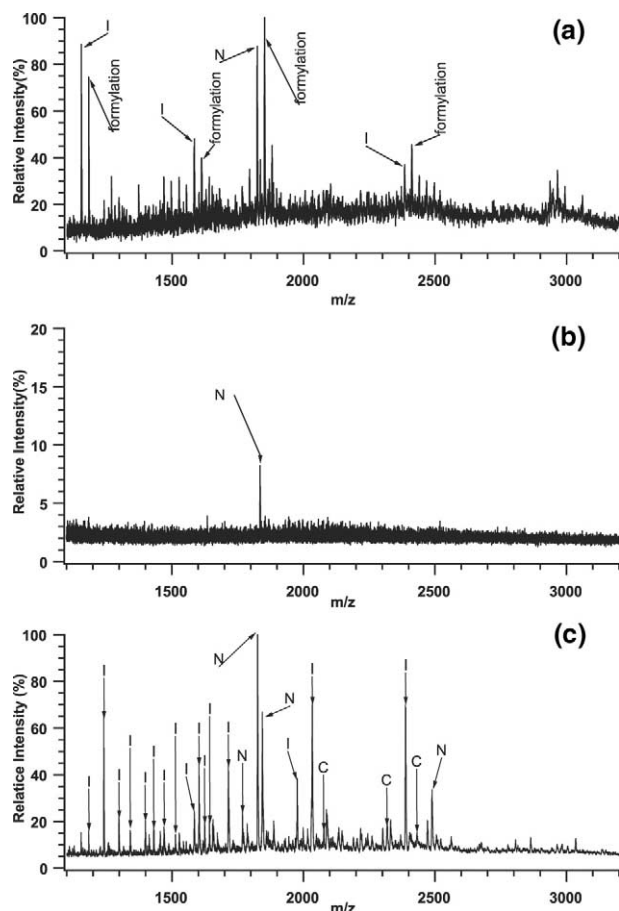 (a)
Relative Intensity(%)
100
80
60
40
20
0
I
formylation
I
formylation
N
formylation
I
formylation
1500
2000
2500
3000
m/z
(b)
Relative Intensity(%)
20
15
10
5
0
N
1500
2000
2500
3000
m/z
(c)
Relatice Intensity (%)
100
80
60
40
20
0
I
I
I
I
I
I
I
I
I
I
I
I
I
N
N
N
I
I
C
C
I
C
N
1500
2000
2500
3000
m/z